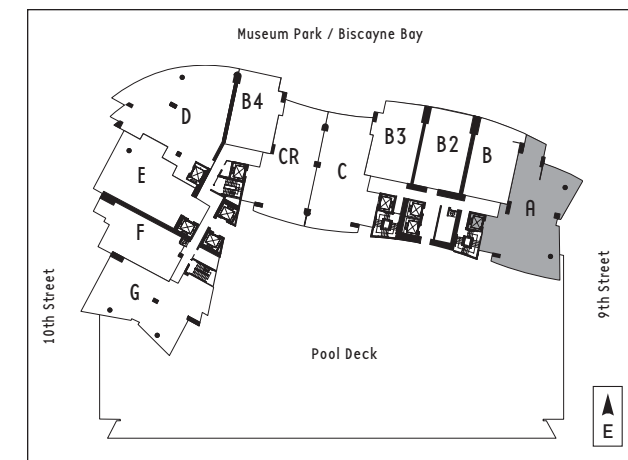 Museum Park / Biscayne Bay
B4
D
B3
B2
B
CR
C
E
A
F
G
10th Street
9th Street
Pool Deck
E